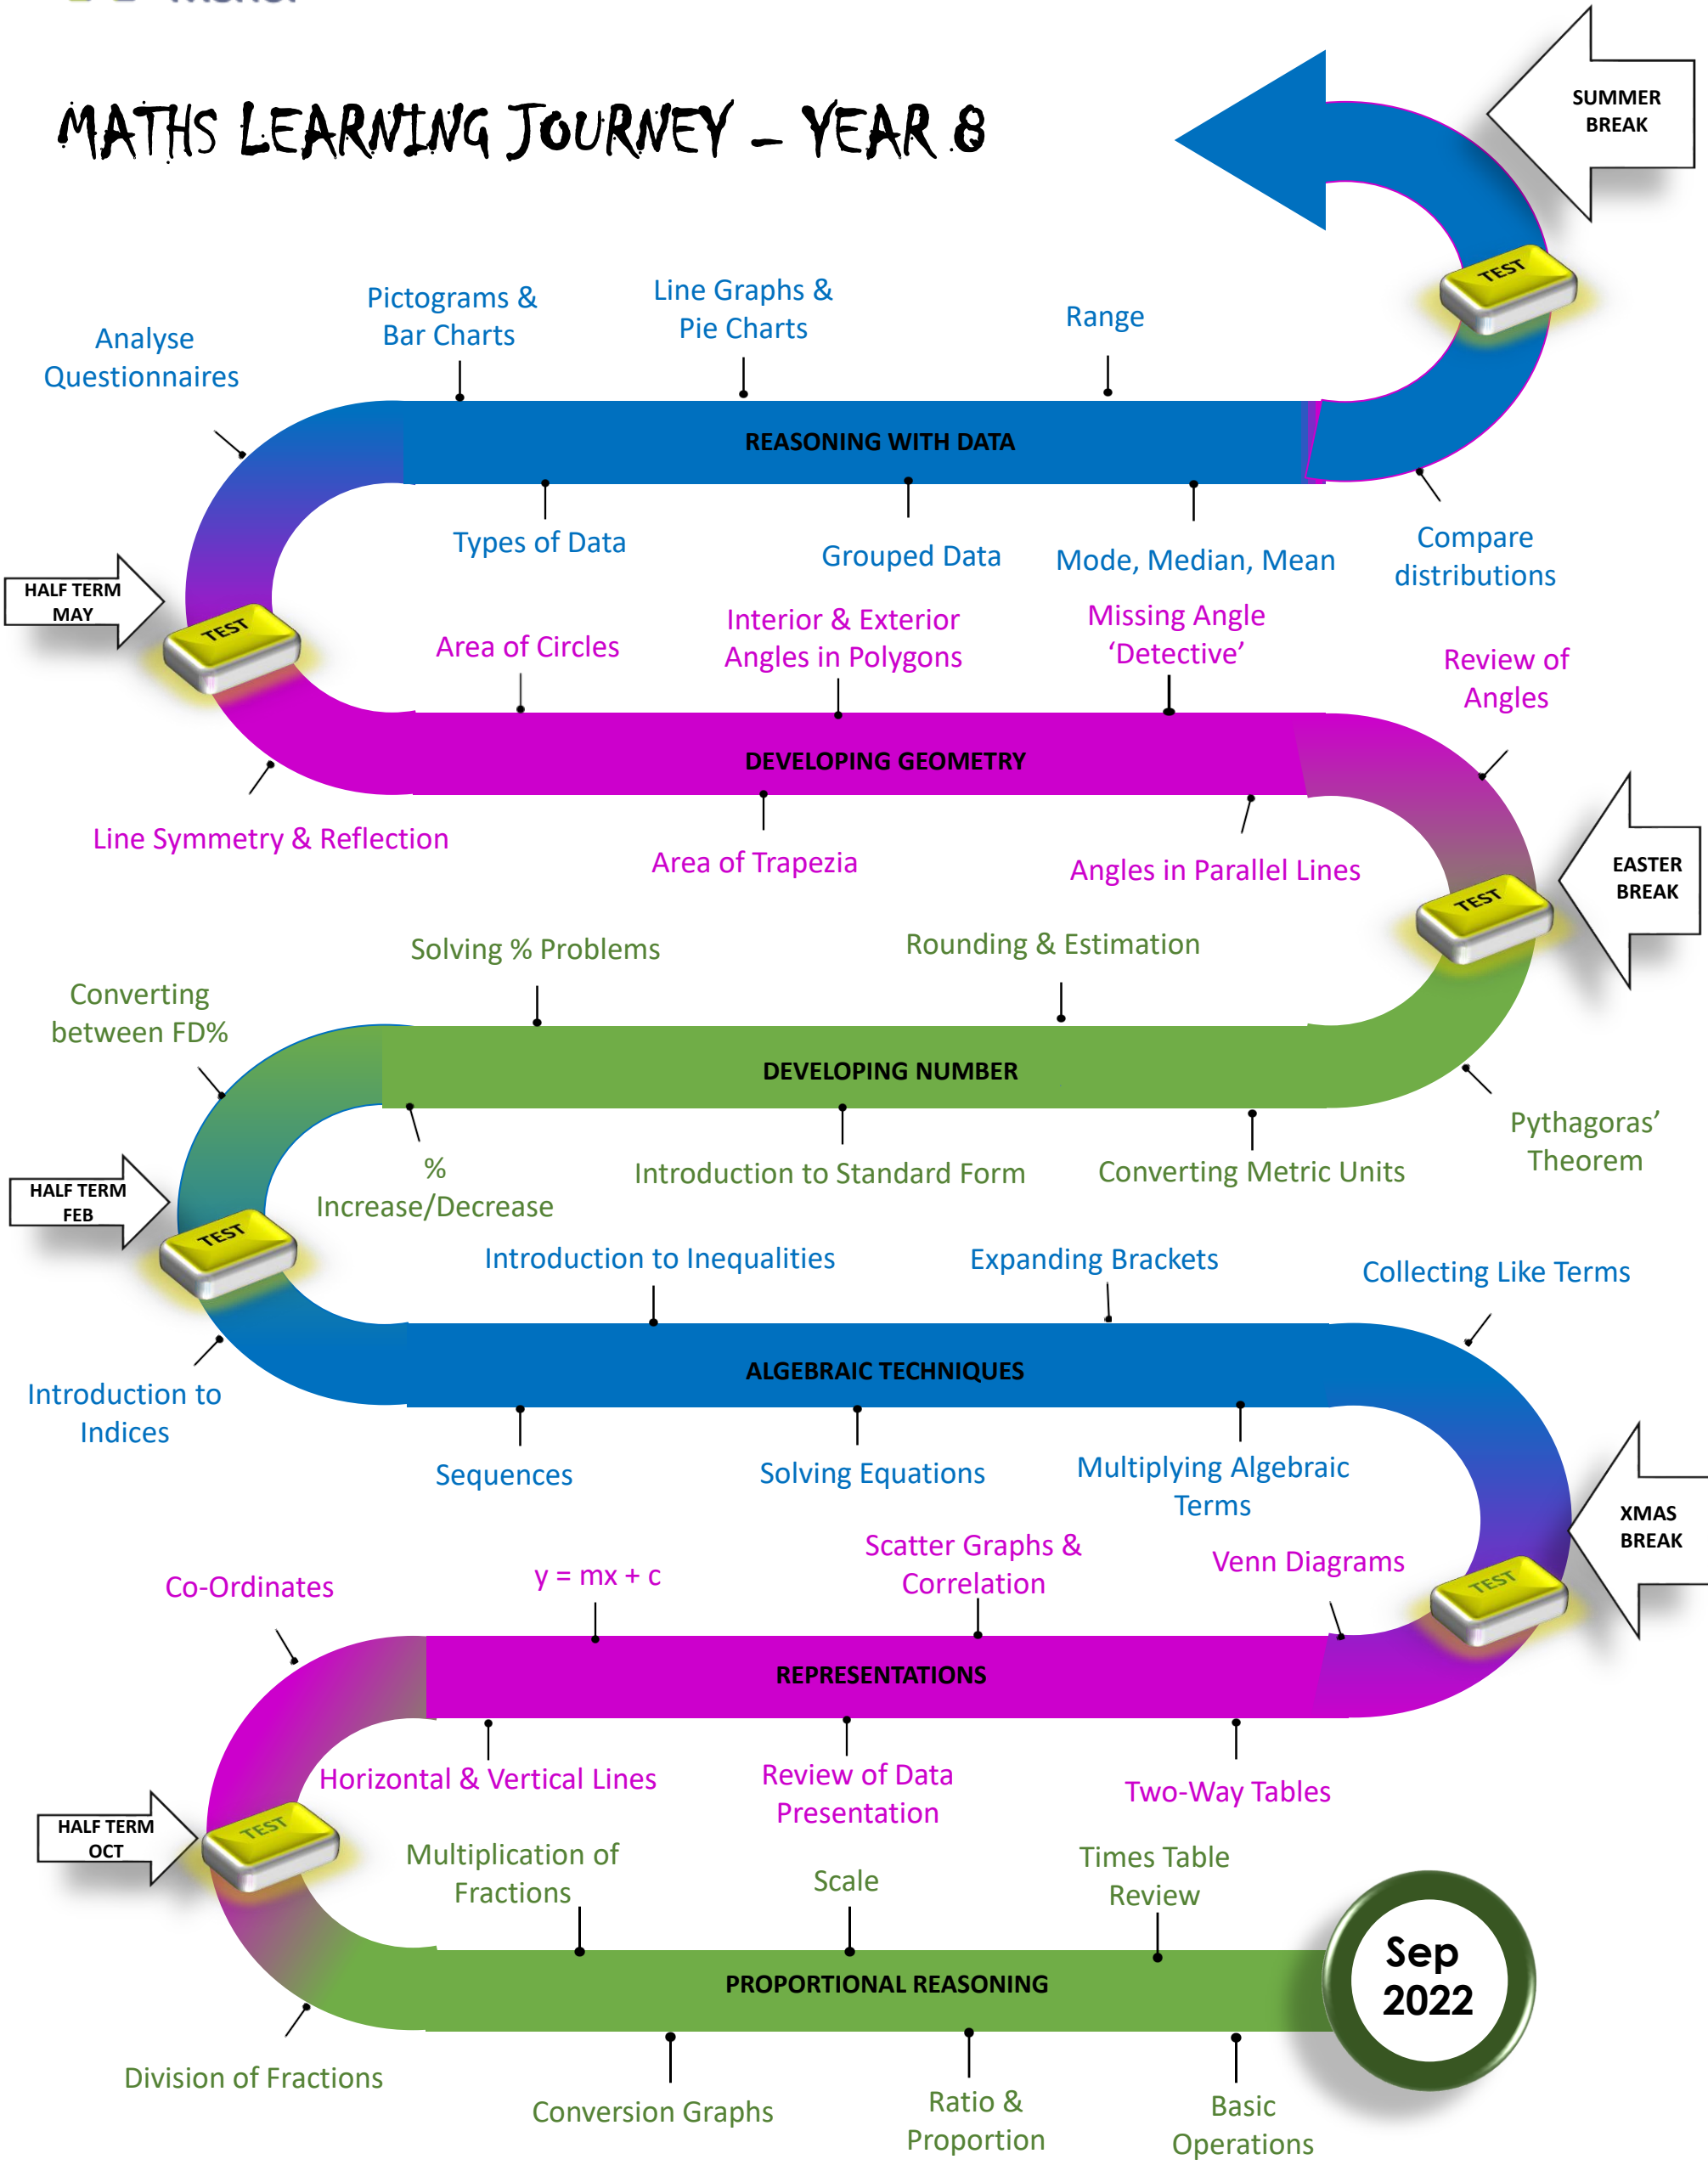 MATHS LEARNING JOURNEY – YEAR 8
SUMMER
BREAK
TEST
Analyse
Questionnaires
Pictograms &
Bar Charts
Line Graphs &
Pie Charts
Range
REASONING WITH DATA
Types of Data
Grouped Data
Mode, Median, Mean
Compare
distributions
HALF TERM
MAY
TEST
Area of Circles
Interior & Exterior
Angles in Polygons
Missing Angle
‘Detective’
Review of
Angles
DEVELOPING GEOMETRY
Line Symmetry & Reflection
Area of Trapezia
Angles in Parallel Lines
EASTER
BREAK
TEST
Converting
between FD%
Solving % Problems
Rounding & Estimation
DEVELOPING NUMBER
%
Increase/Decrease
Introduction to Standard Form
Converting Metric Units
Pythagoras’
Theorem
HALF TERM
FEB
TEST
Introduction to Inequalities
Expanding Brackets
Collecting Like Terms
ALGEBRAIC TECHNIQUES
Introduction to
Indices
Sequences
Solving Equations
Multiplying Algebraic
Terms
XMAS
BREAK
TEST
Co-Ordinates
y = mx + c
Scatter Graphs &
Correlation
Venn Diagrams
REPRESENTATIONS
Horizontal & Vertical Lines
Review of Data
Presentation
Two-Way Tables
HALF TERM
OCT
TEST
Multiplication of
Fractions
Scale
Times Table
Review
PROPORTIONAL REASONING
Sep
2022
Division of Fractions
Conversion Graphs
Ratio &
Proportion
Basic
Operations